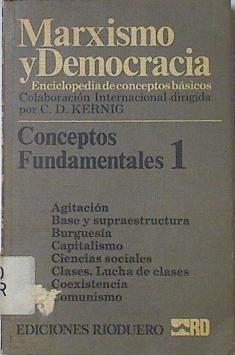 Marxismo
y Democracia
Enciclopedia de conceptos básicos
Colaboración Internacional dirigida
por C. D. KERNIG
Conceptos
Fundamentales 1
Agitación
Base y supraestructura
Burguesía
Capitalismo
Ciencias sociales
Clases. Lucha de clases
Coexistencia
Comunismo
EDICIONES RIODUERO RD